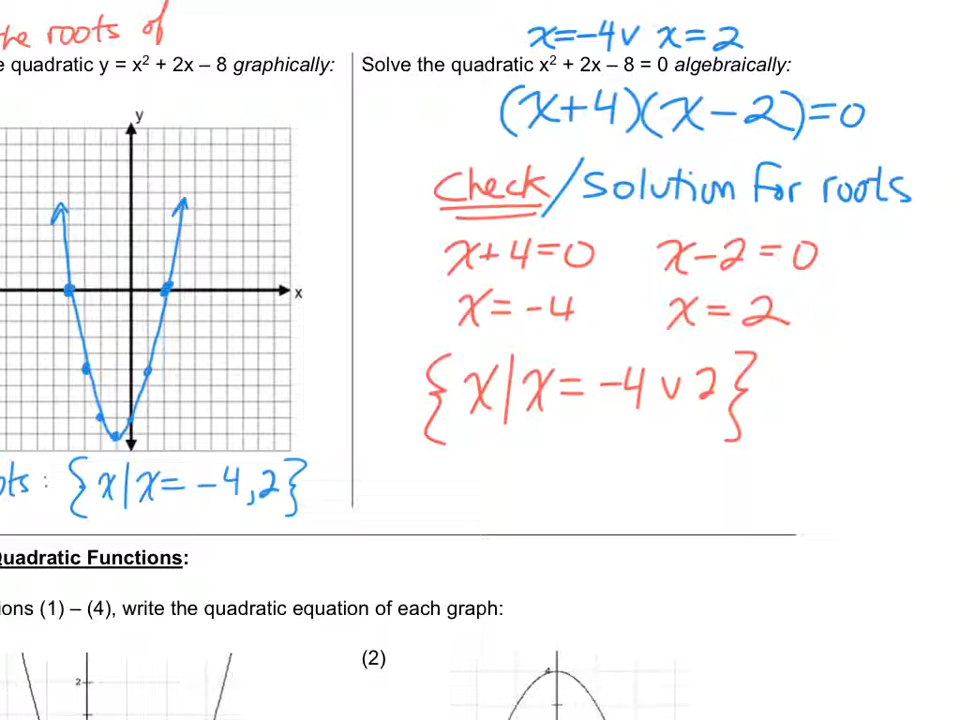 the roots of
e quadratic y = x² + 2x – 8 graphically:
y
x
ots : {x|x= -4,2}
x=-4 v x=2
Solve the quadratic x² + 2x – 8 = 0 algebraically:
(x+4)(x-2)=0
Check/Solution for roots
x+4=0 x-2=0
x=-4 x=2
{x|x= -4 v 2}
Quadratic Functions:
ions (1) – (4), write the quadratic equation of each graph:
2
(2)
4